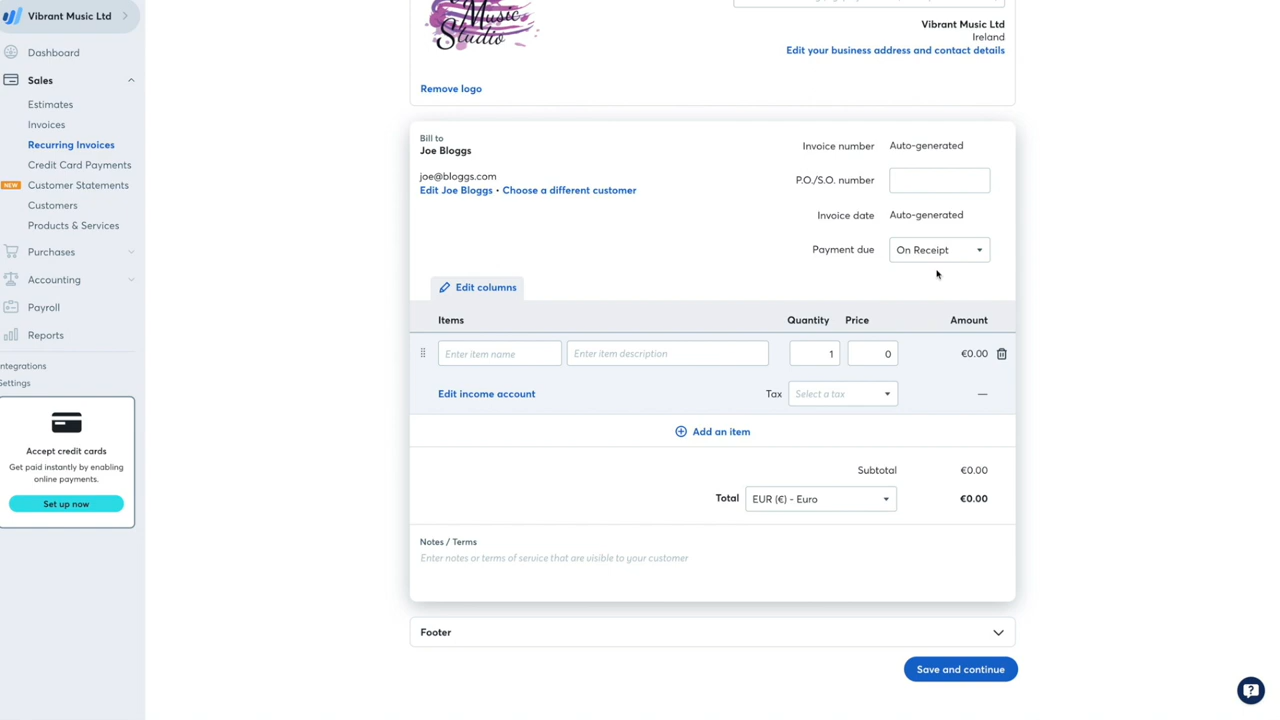 Vibrant Music Ltd
Dashboard
Sales
Estimates
Invoices
Recurring Invoices
Credit Card Payments
NEW Customer Statements
Customers
Products & Services
Purchases
Accounting
Payroll
Reports
ntegrations
Settings
Accept credit cards
Get paid instantly by enabling
online payments.
Set up now
Music
Studio
Remove logo
Vibrant Music Ltd
Ireland
Edit your business address and contact details
Bill to
Joe Bloggs
joe@bloggs.com
Edit Joe Bloggs • Choose a different customer
Invoice number Auto-generated
P.O./S.O. number
Invoice date Auto-generated
Payment due On Receipt
Edit columns
Items Quantity Price Amount
Enter item name Enter item description 1 0 €0.00
Edit income account Tax Select a tax —
Add an item
Subtotal €0.00
Total EUR (€) - Euro €0.00
Notes / Terms
Enter notes or terms of service that are visible to your customer
Footer
Save and continue